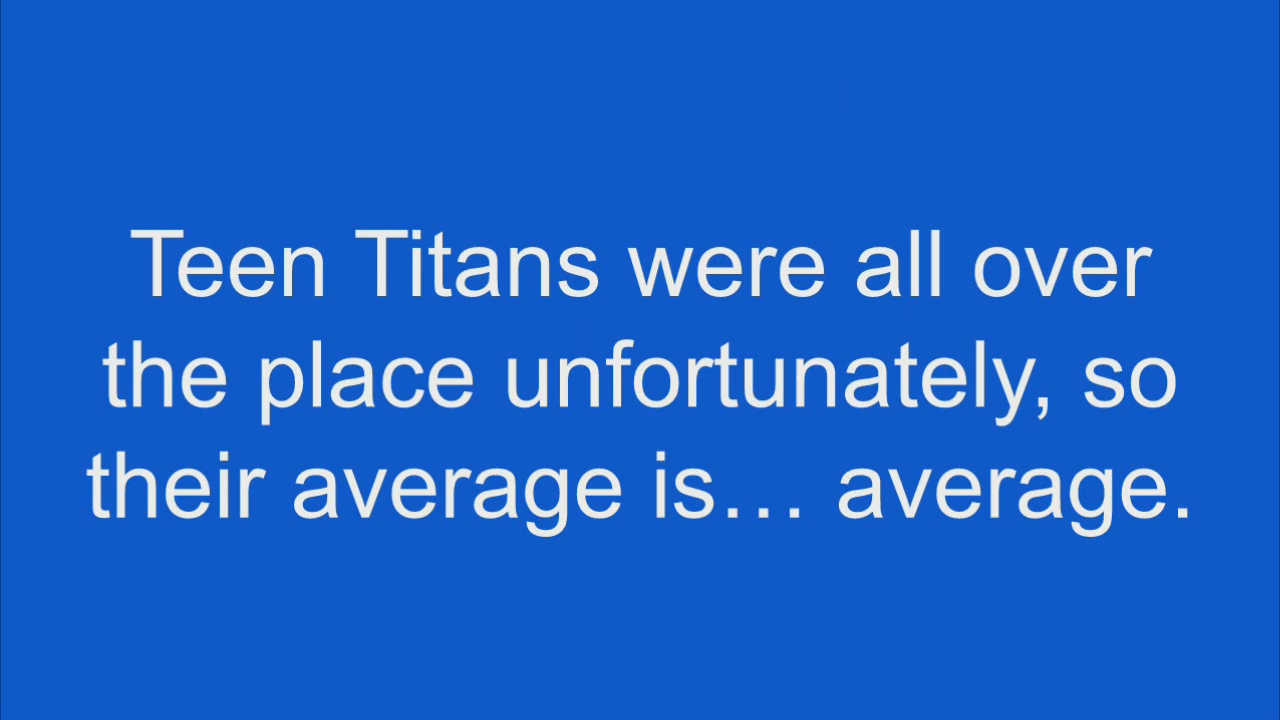 Teen Titans were all over
the place unfortunately, so
their average is… average.